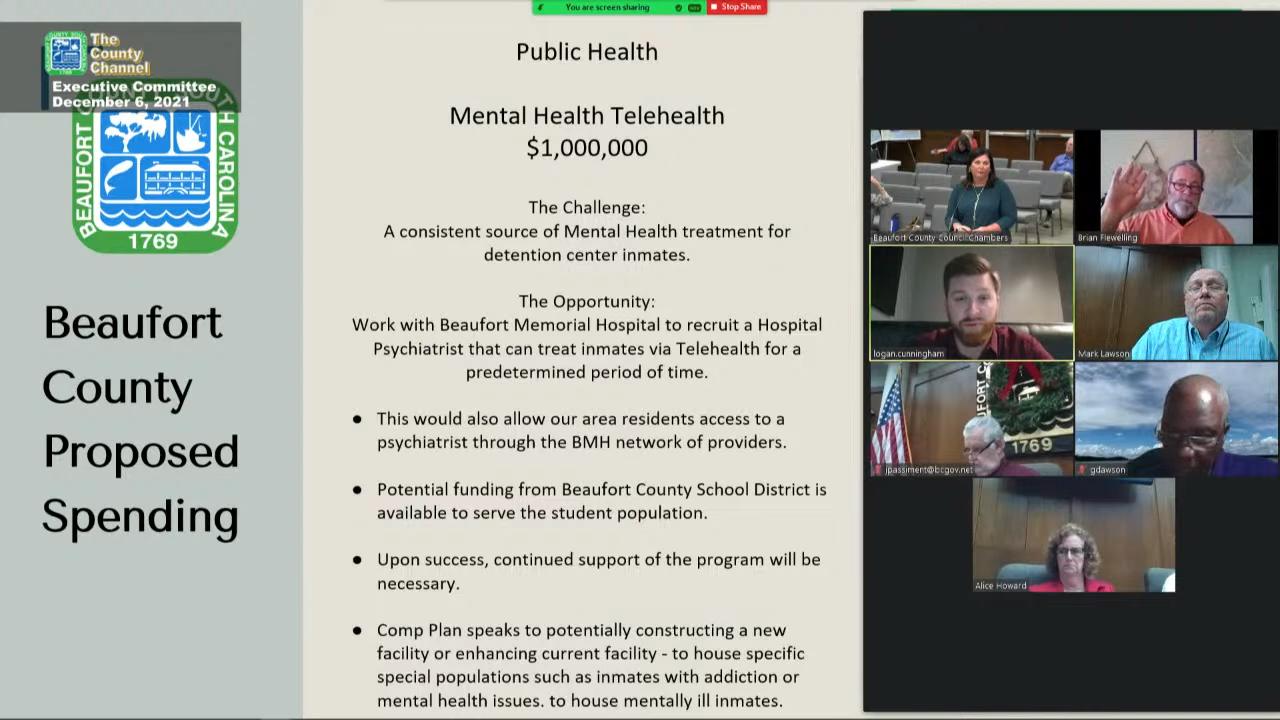 You are screen sharing
Stop Share
The
County
Channel
Executive Committee
December 6, 2021
BEAUFORT COUNTY SOUTH CAROLINA
1769
Beaufort
County
Proposed
Spending
Public Health
Mental Health Telehealth
$1,000,000
The Challenge:
A consistent source of Mental Health treatment for
detention center inmates.
The Opportunity:
Work with Beaufort Memorial Hospital to recruit a Hospital
Psychiatrist that can treat inmates via Telehealth for a
predetermined period of time.
● This would also allow our area residents access to a
psychiatrist through the BMH network of providers.
● Potential funding from Beaufort County School District is
available to serve the student population.
● Upon success, continued support of the program will be
necessary.
● Comp Plan speaks to potentially constructing a new
facility or enhancing current facility - to house specific
special populations such as inmates with addiction or
mental health issues. to house mentally ill inmates.
Beaufort County Council Chambers
Brian Flewelling
logan.cunningham
Mark Lawson
1769
jpassiment@bcgov.net
gdawson
Alice Howard